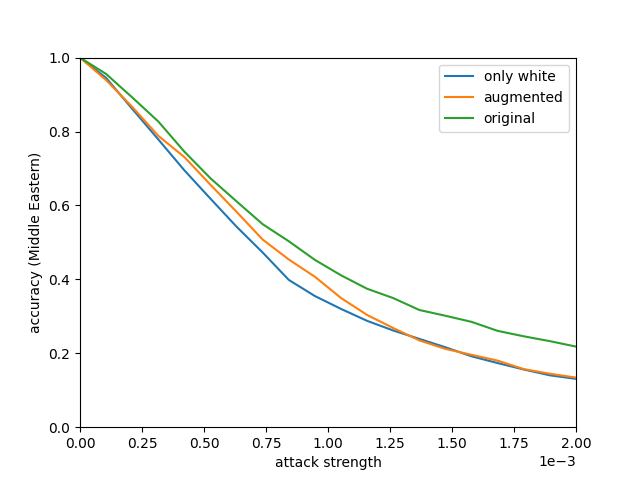 only white
augmented
original
accuracy (Middle Eastern)
1.0
0.8
0.6
0.4
0.2
0.0
0.00 0.25 0.50 0.75 1.00 1.25 1.50 1.75 2.00
attack strength
1e−3